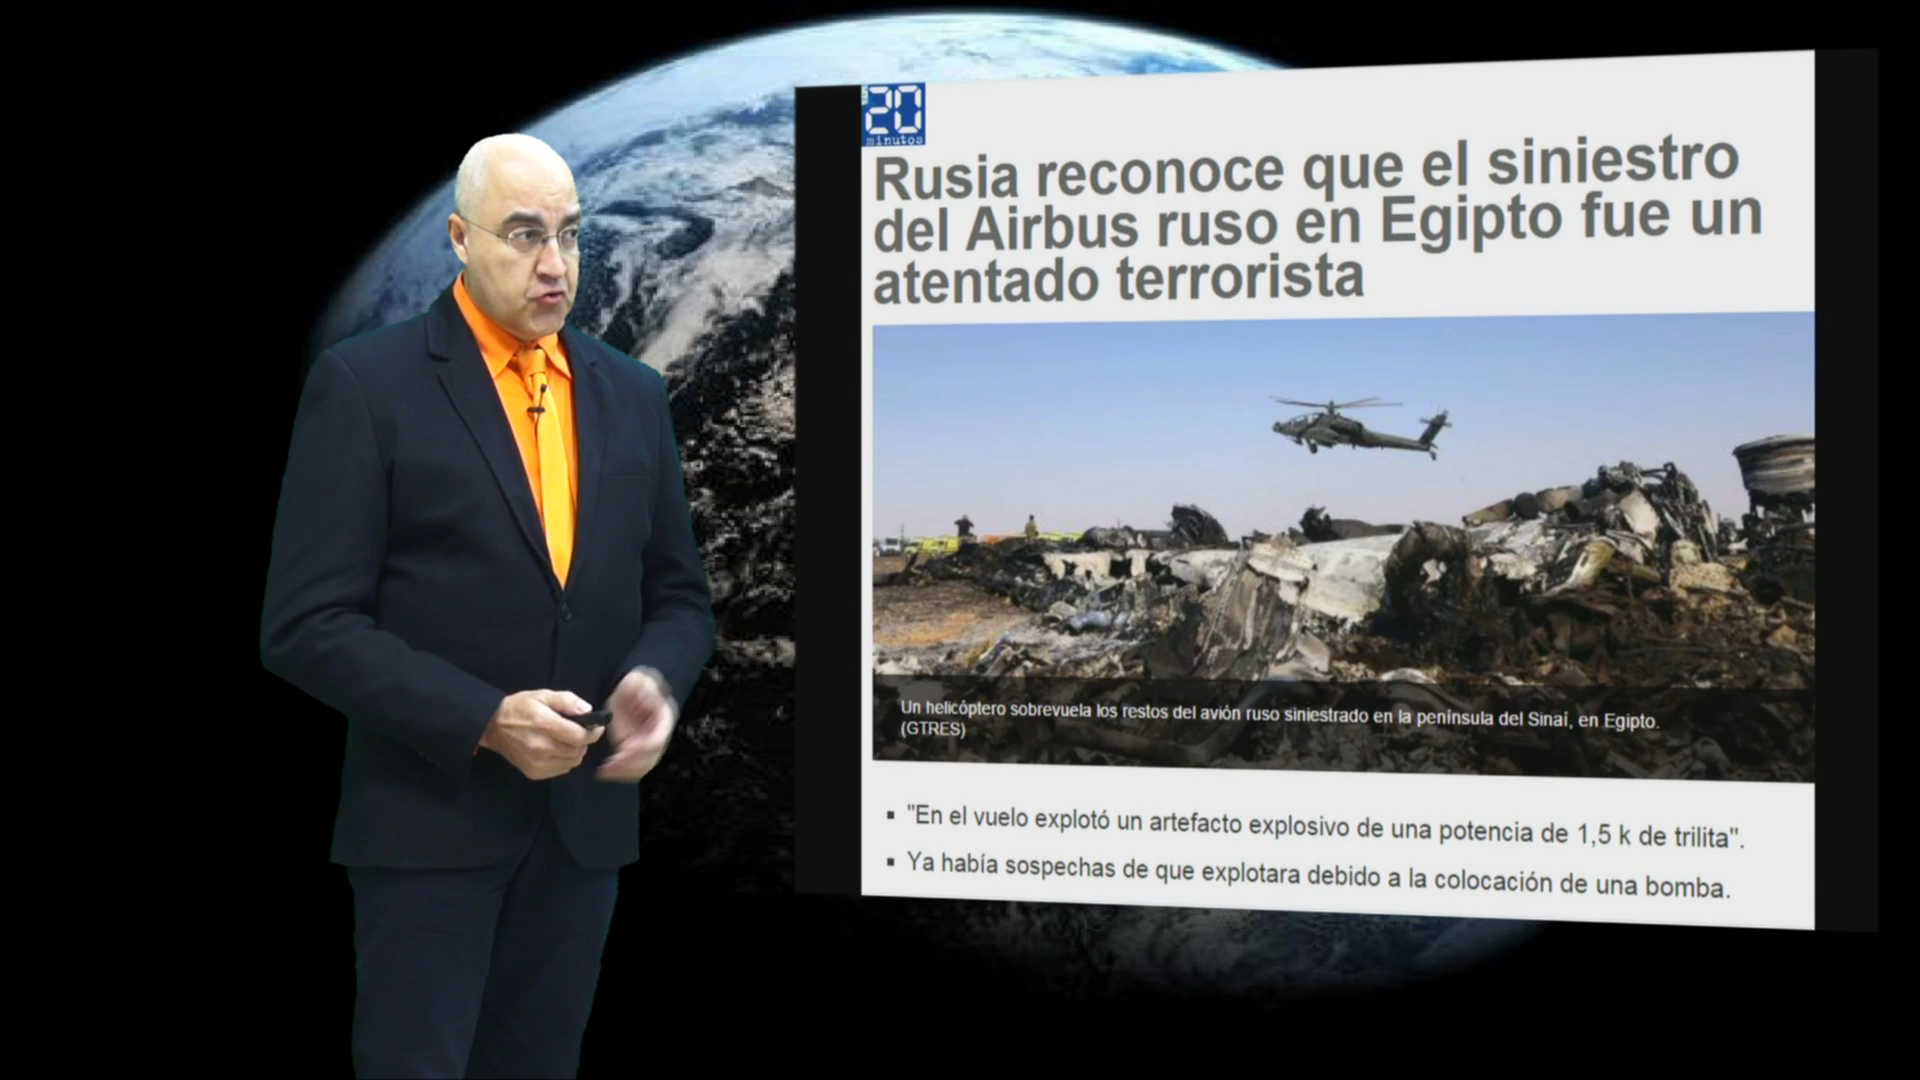 20
minutos
Rusia reconoce que el siniestro
del Airbus ruso en Egipto fue un
atentado terrorista
Un helicóptero sobrevuela los restos del avión ruso siniestrado en la península del Sinaí, en Egipto.
(GTRES)
▪ "En el vuelo explotó un artefacto explosivo de una potencia de 1,5 k de trilita".
▪ Ya había sospechas de que explotara debido a la colocación de una bomba.